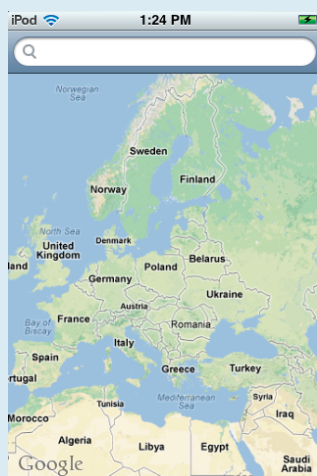 iPod 1:24 PM
Norwegian
Sea
Sweden
Finland
Norway
North Sea
Denmark
United
Kingdom
land
Belarus
Poland
Germany
Ukraine
Austria
France
Bay of
Biscay
Romania
Italy
Spain
Greece
Turkey
rtugal
Mediterranean
Sea
Syria
Tunisia
Iraq
Morocco
Algeria
Libya
Egypt
Saudi
Arabia
Google